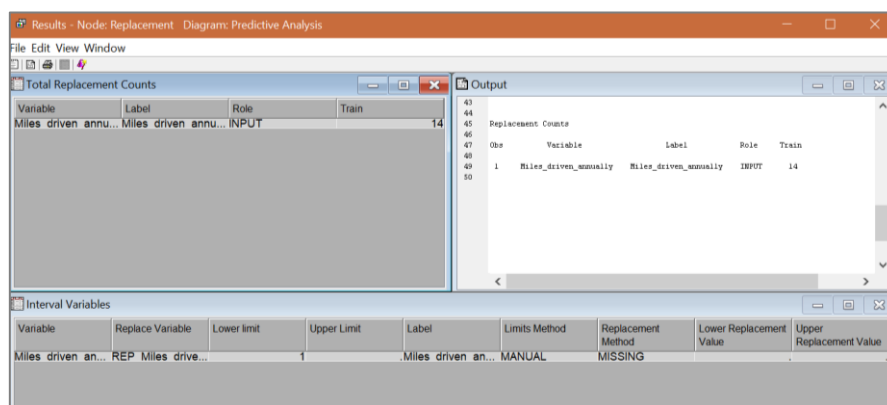 Results - Node: Replacement Diagram: Predictive Analysis
File Edit View Window
Total Replacement Counts
Variable Label Role Train
Miles driven annu... Miles driven annu... INPUT 14
Output
43
44
45 Replacement Counts
46
47 Obs Variable Label Role Train
48
49 1 Miles_driven_annually Miles_driven_annually INPUT 14
50
Interval Variables
Variable Replace Variable Lower limit Upper Limit Label Limits Method Replacement Method Lower Replacement Value Upper Replacement Value
Miles driven an... REP Miles drive... 1 .Miles driven an... MANUAL MISSING . .